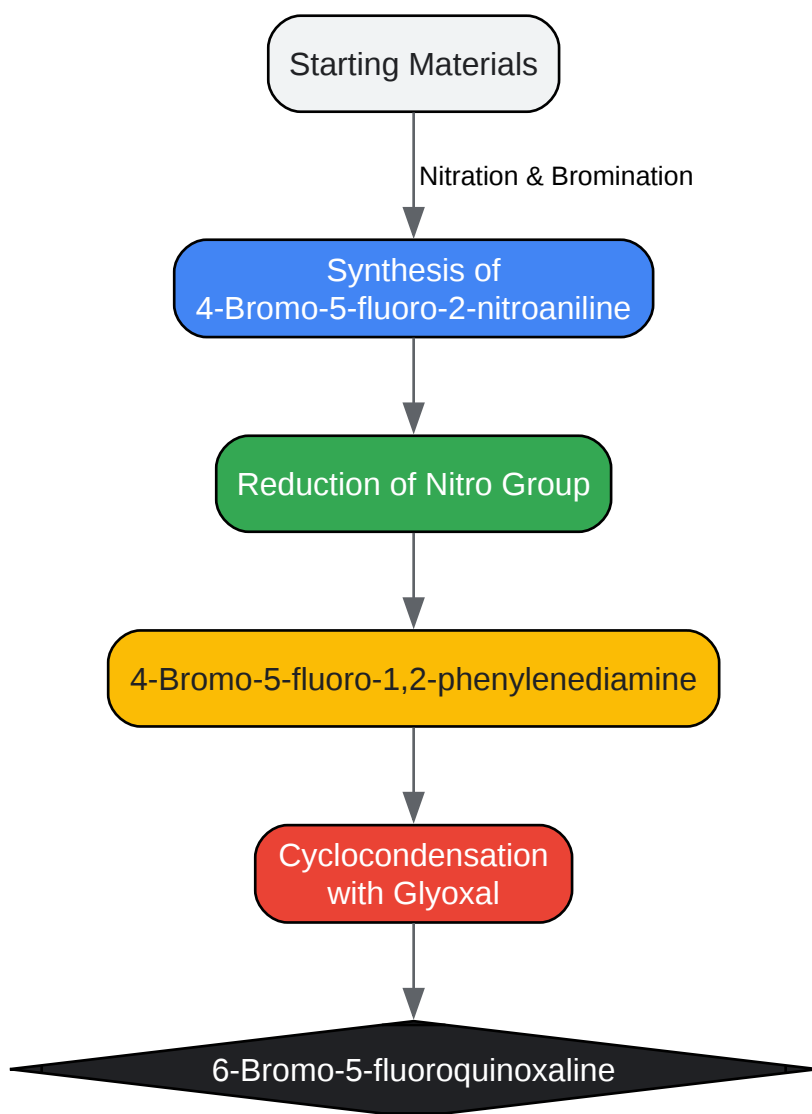 Starting Materials
Nitration & Bromination
Synthesis of
4-Bromo-5-fluoro-2-nitroaniline
Reduction of Nitro Group
4-Bromo-5-fluoro-1,2-phenylenediamine
Cyclocondensation
with Glyoxal
6-Bromo-5-fluoroquinoxaline